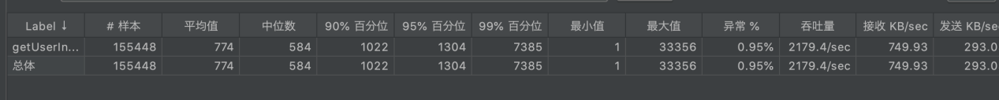 Label ↓ # 样本 平均值 中位数 90% 百分位 95% 百分位 99% 百分位 最小值 最大值 异常 % 吞吐量 接收 KB/sec 发送 KB/se
getUserIn... 155448 774 584 1022 1304 7385 1 33356 0.95% 2179.4/sec 749.93 293.0
总体 155448 774 584 1022 1304 7385 1 33356 0.95% 2179.4/sec 749.93 293.0